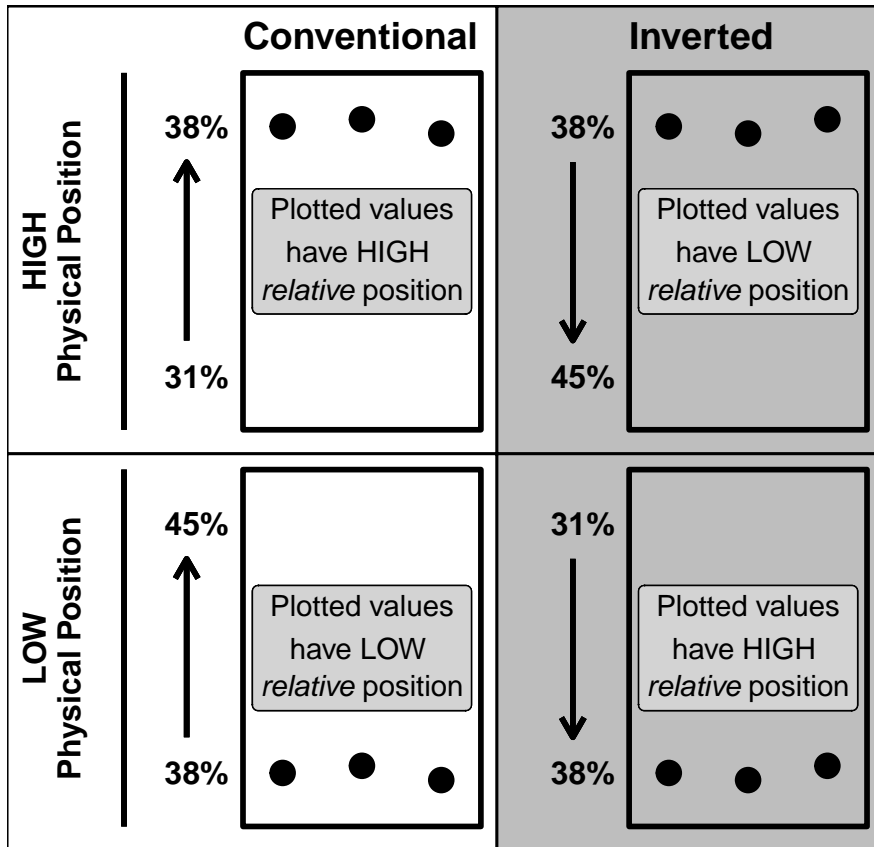 Conventional
Inverted
HIGH
Physical Position
38%
31%
Plotted values
have HIGH
relative position
38%
45%
Plotted values
have LOW
relative position
LOW
Physical Position
45%
38%
Plotted values
have LOW
relative position
31%
38%
Plotted values
have HIGH
relative position